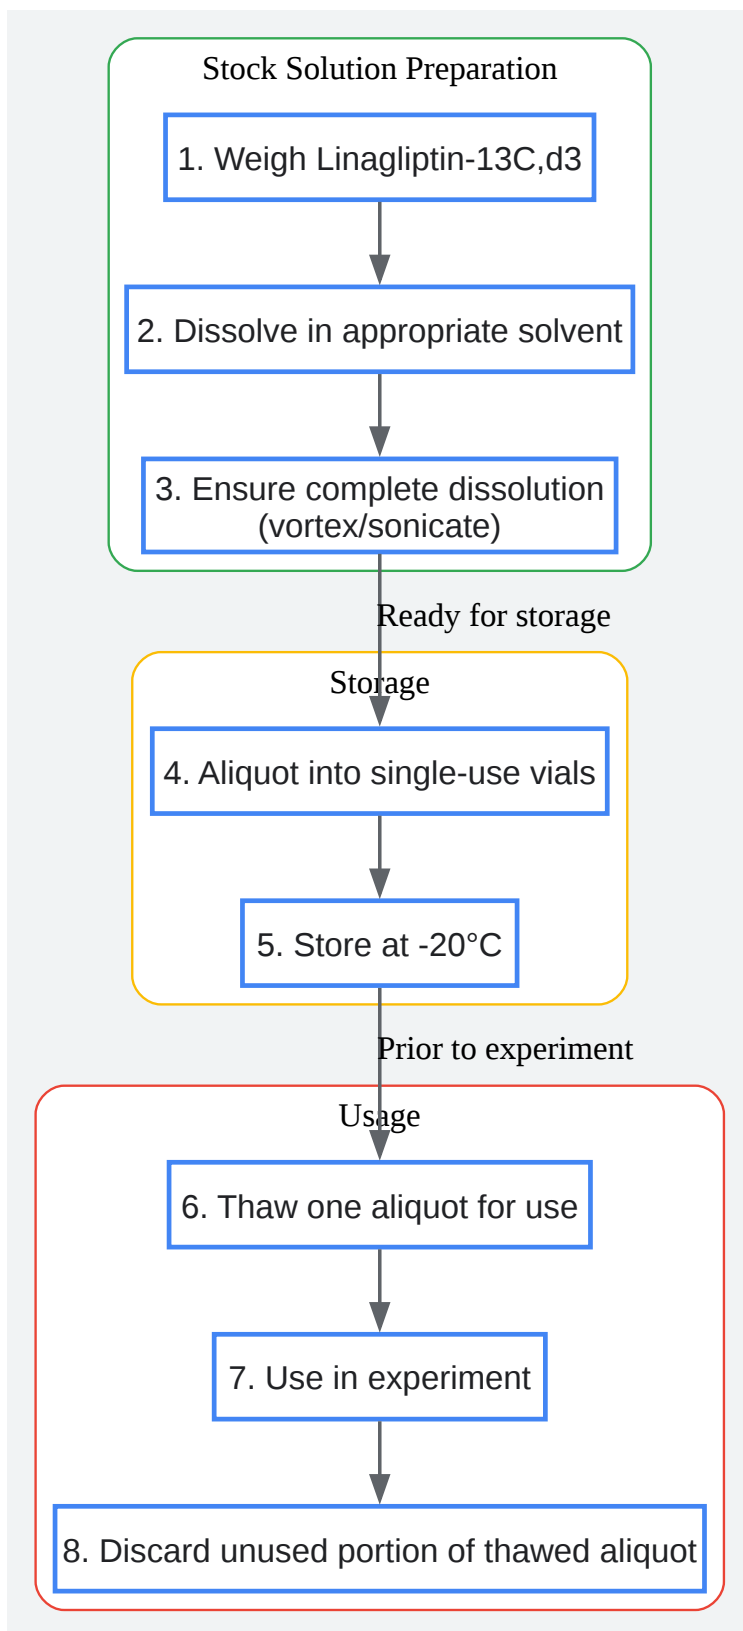 Stock Solution Preparation
1. Weigh Linagliptin-13C,d3
2. Dissolve in appropriate solvent
3. Ensure complete dissolution
(vortex/sonicate)
Ready for storage
Storage
4. Aliquot into single-use vials
5. Store at -20°C
Prior to experiment
Usage
6. Thaw one aliquot for use
7. Use in experiment
8. Discard unused portion of thawed aliquot